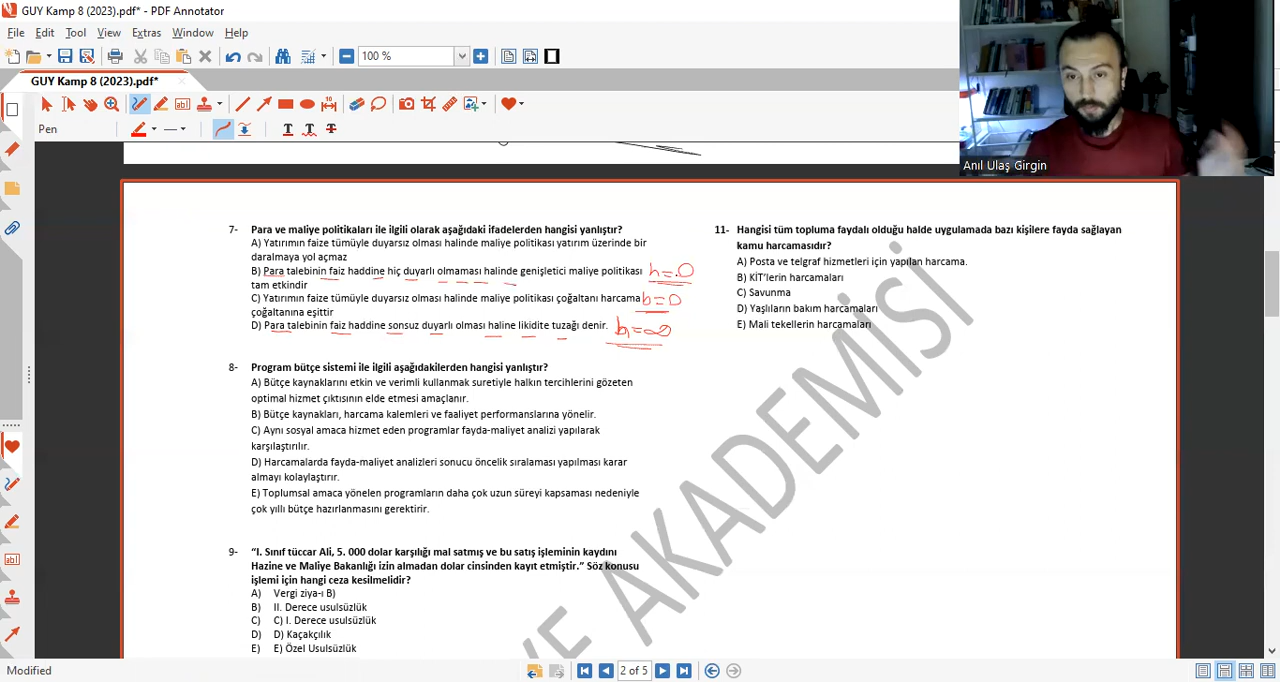 GUY Kamp 8 (2023).pdf* - PDF Annotator
File Edit Tool View Extras Window Help
100 %
GUY Kamp 8 (2023).pdf*
Pen
Anıl Ulaş Girgin
7- Para ve maliye politikaları ile ilgili olarak aşağıdaki ifadelerden hangisi yanlıştır?
A) Yatırımın faize tümüyle duyarsız olması halinde maliye politikası yatırım üzerinde bir
daralmaya yol açmaz
B) Para talebinin faiz haddine hiç duyarlı olmaması halinde genişletici maliye politikası h=.0
tam etkindir
C) Yatırımın faize tümüyle duyarsız olması halinde maliye politikası çoğaltanı harcama b=0
çoğaltanına eşittir
D) Para talebinin faiz haddine sonsuz duyarlı olması haline likidite tuzağı denir. h=∞
8- Program bütçe sistemi ile ilgili aşağıdakilerden hangisi yanlıştır?
A) Bütçe kaynaklarını etkin ve verimli kullanmak suretiyle halkın tercihlerini gözeten
optimal hizmet çıktısının elde etmesi amaçlanır.
B) Bütçe kaynakları, harcama kalemleri ve faaliyet performanslarına yönelir.
C) Aynı sosyal amaca hizmet eden programlar fayda-maliyet analizi yapılarak
karşılaştırılır.
D) Harcamalarda fayda-maliyet analizleri sonucu öncelik sıralaması yapılması karar
almayı kolaylaştırır.
E) Toplumsal amaca yönelen programların daha çok uzun süreyi kapsaması nedeniyle
çok yıllı bütçe hazırlanmasını gerektirir.
9- "I. Sınıf tüccar Ali, 5. 000 dolar karşılığı mal satmış ve bu satış işleminin kaydını
Hazine ve Maliye Bakanlığı izin almadan dolar cinsinden kayıt etmiştir." Söz konusu
işlemi için hangi ceza kesilmelidir?
A) Vergi ziya-ı B)
B) II. Derece usulsüzlük
C) C) I. Derece usulsüzlük
D) D) Kaçakçılık
E) E) Özel Usulsüzlük
11- Hangisi tüm topluma faydalı olduğu halde uygulamada bazı kişilere fayda sağlayan
kamu harcamasıdır?
A) Posta ve telgraf hizmetleri için yapılan harcama.
B) KİT'lerin harcamaları
C) Savunma
D) Yaşlıların bakım harcamaları
E) Mali tekellerin harcamaları
YE AKADEMİSİ
Modified
2 of 5